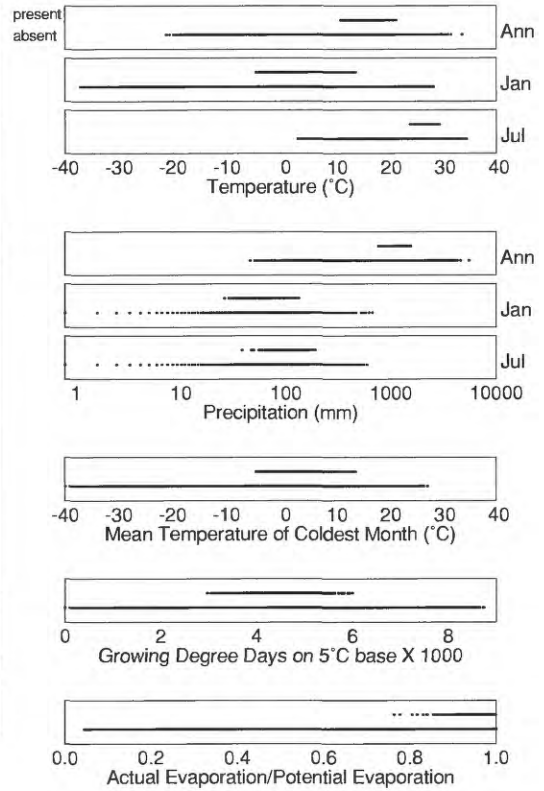 present
absent
Ann
Jan
Jul
-40 -30 -20 -10 0 10 20 30 40
Temperature (˚C)
Ann
Jan
Jul
1 10 100 1000 10000
Precipitation (mm)
-40 -30 -20 -10 0 10 20 30 40
Mean Temperature of Coldest Month (˚C)
0 2 4 6 8
Growing Degree Days on 5˚C base X 1000
0.0 0.2 0.4 0.6 0.8 1.0
Actual Evaporation/Potential Evaporation